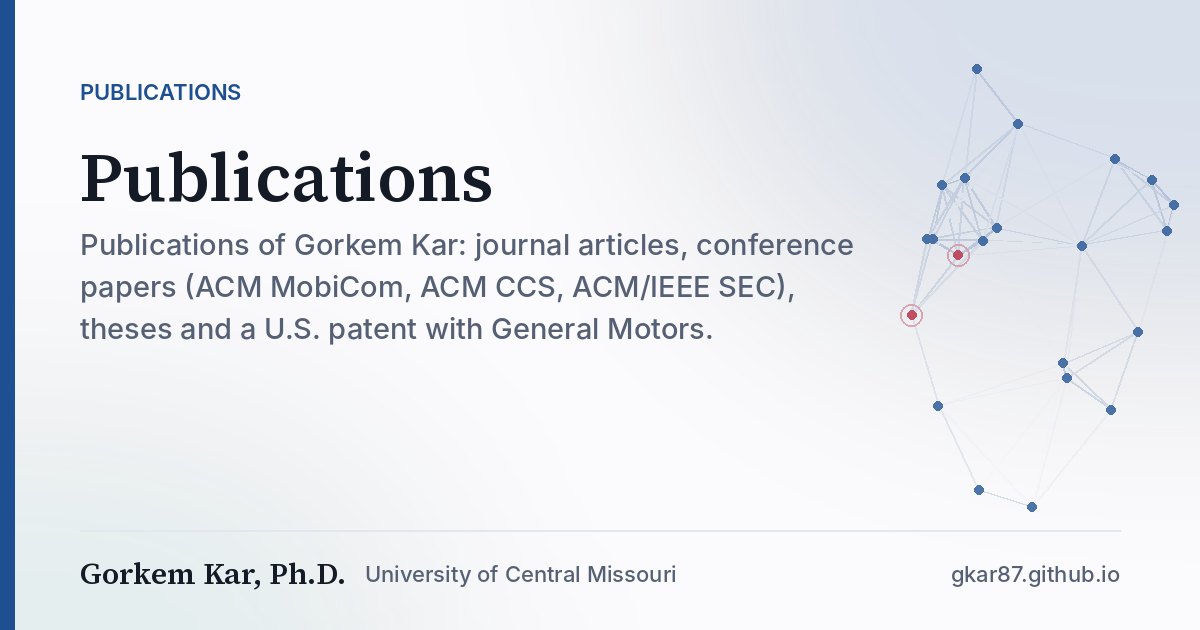 PUBLICATIONS
Publications
Publications of Gorkem Kar: journal articles, conference
papers (ACM MobiCom, ACM CCS, ACM/IEEE SEC),
theses and a U.S. patent with General Motors.
Gorkem Kar, Ph.D. University of Central Missouri gkar87.github.io